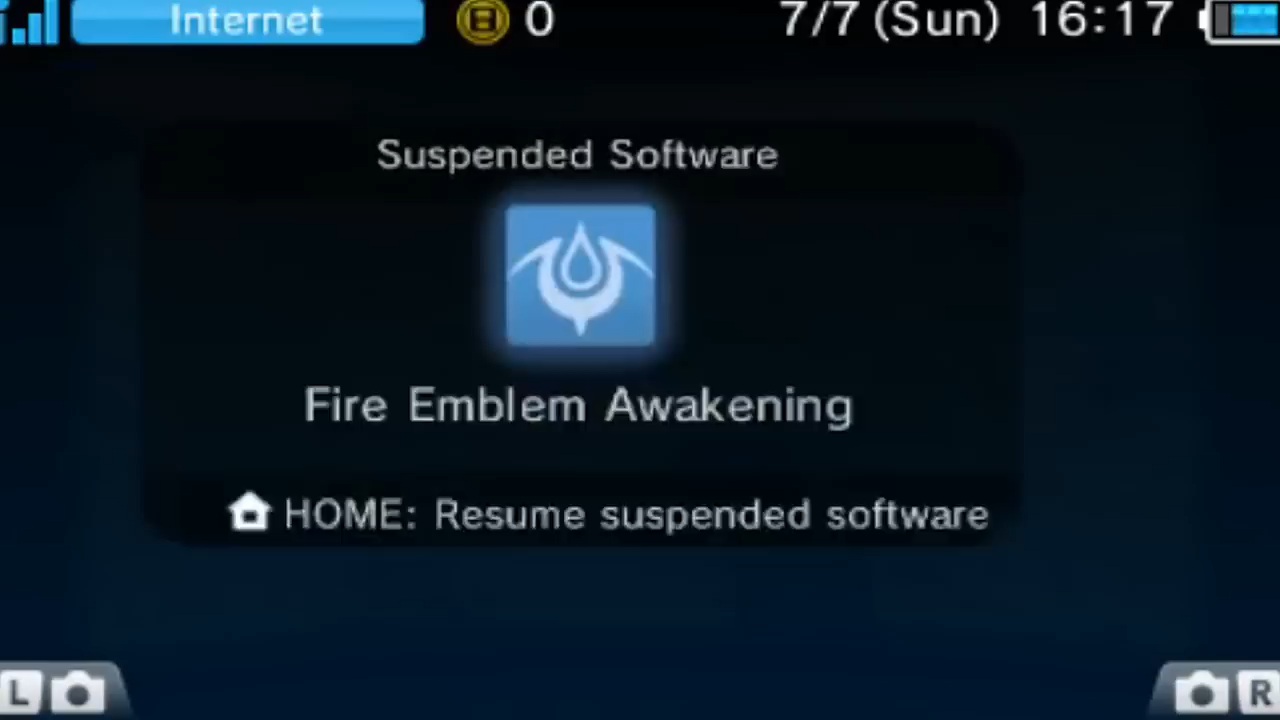 Internet 0 7/7 (Sun) 16:17
Suspended Software
Fire Emblem Awakening
HOME: Resume suspended software
L R